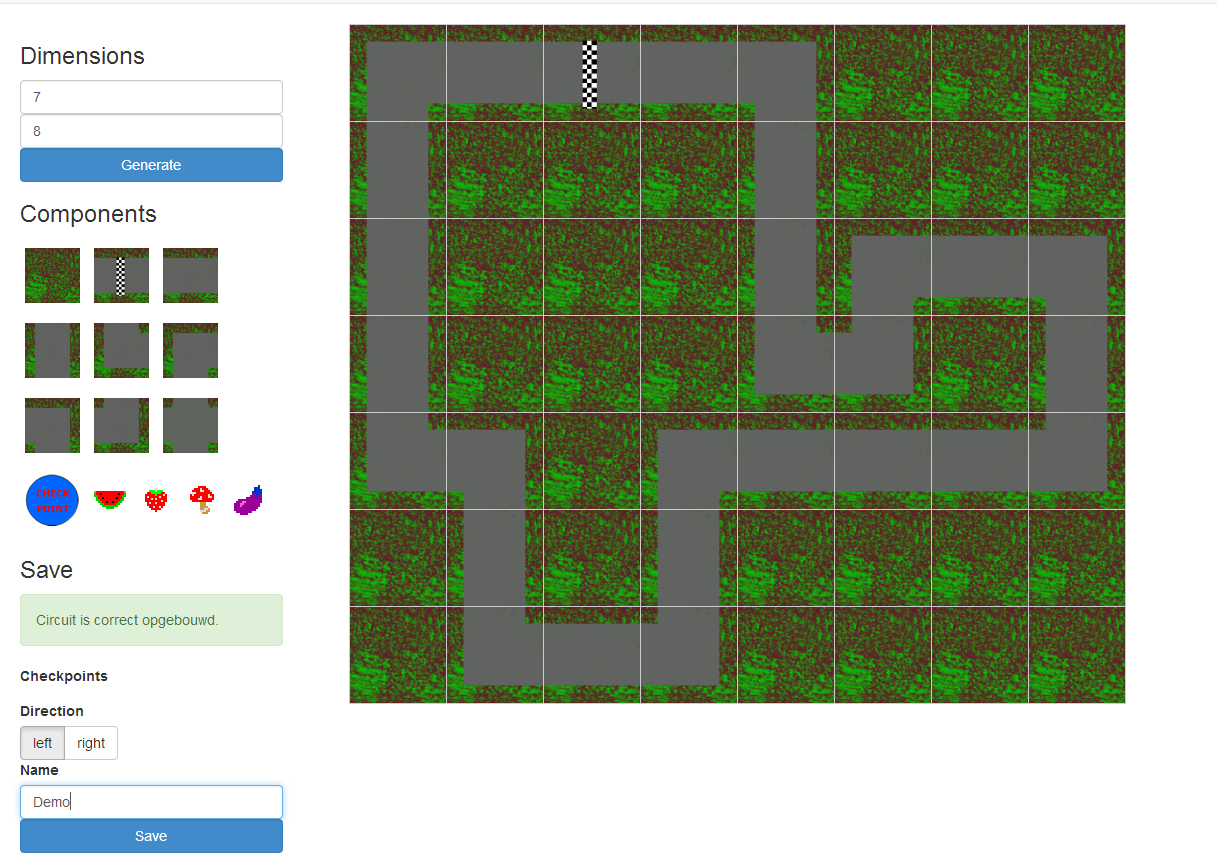 Dimensions
7
8
Generate
Components
CHECK
POINT
Save
Circuit is correct opgebouwd.
Checkpoints
Direction
left right
Name
Demo
Save